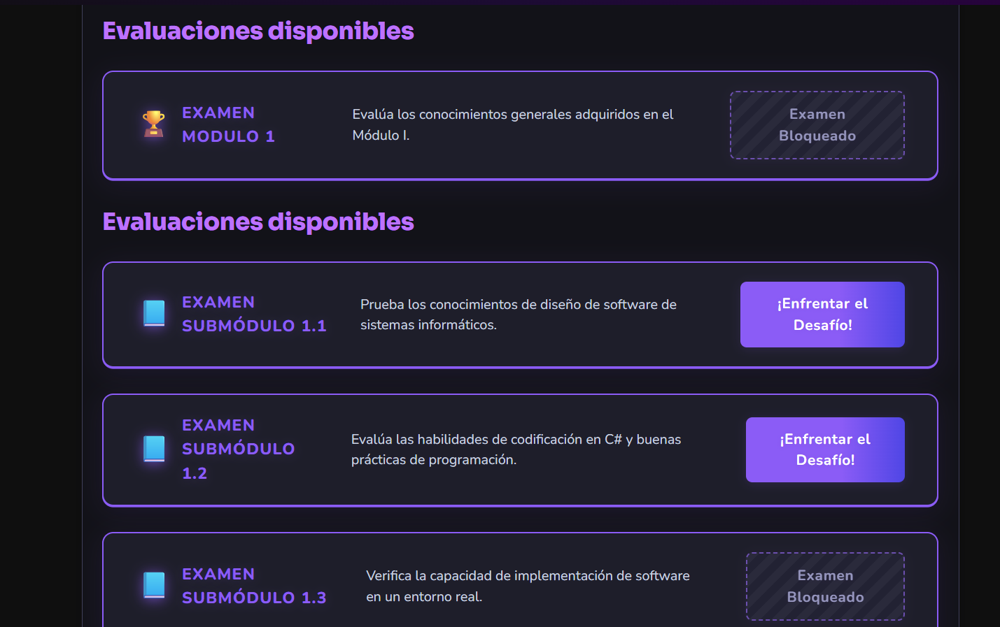 Evaluaciones disponibles
EXAMEN
MODULO 1
Evalúa los conocimientos generales adquiridos en el
Módulo I.
Examen
Bloqueado
Evaluaciones disponibles
EXAMEN
SUBMÓDULO 1.1
Prueba los conocimientos de diseño de software de
sistemas informáticos.
¡Enfrentar el
Desafío!
EXAMEN
SUBMÓDULO
1.2
Evalúa las habilidades de codificación en C# y buenas
prácticas de programación.
¡Enfrentar el
Desafío!
EXAMEN
SUBMÓDULO 1.3
Verifica la capacidad de implementación de software
en un entorno real.
Examen
Bloqueado